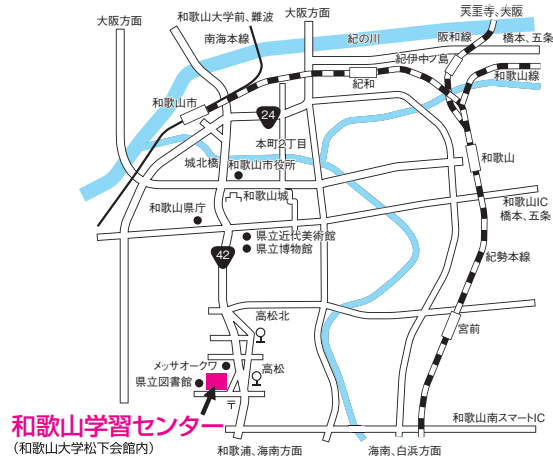 大阪方面
和歌山大学前、難波
大阪方面
天王寺、大阪
南海本線
紀の川
阪和線
橋本、五条
紀伊中ノ島
和歌山線
紀和
和歌山市
24
本町2丁目
城北橋
和歌山市役所
和歌山
和歌山城
和歌山IC
橋本、五条
和歌山県庁
県立近代美術館
県立博物館
42
紀勢本線
高松北
宮前
メッサオークワ
高松
県立図書館
〒
和歌山学習センター
(和歌山大学松下会館内)
和歌山南スマートIC
和歌浦、海南方面
海南、白浜方面